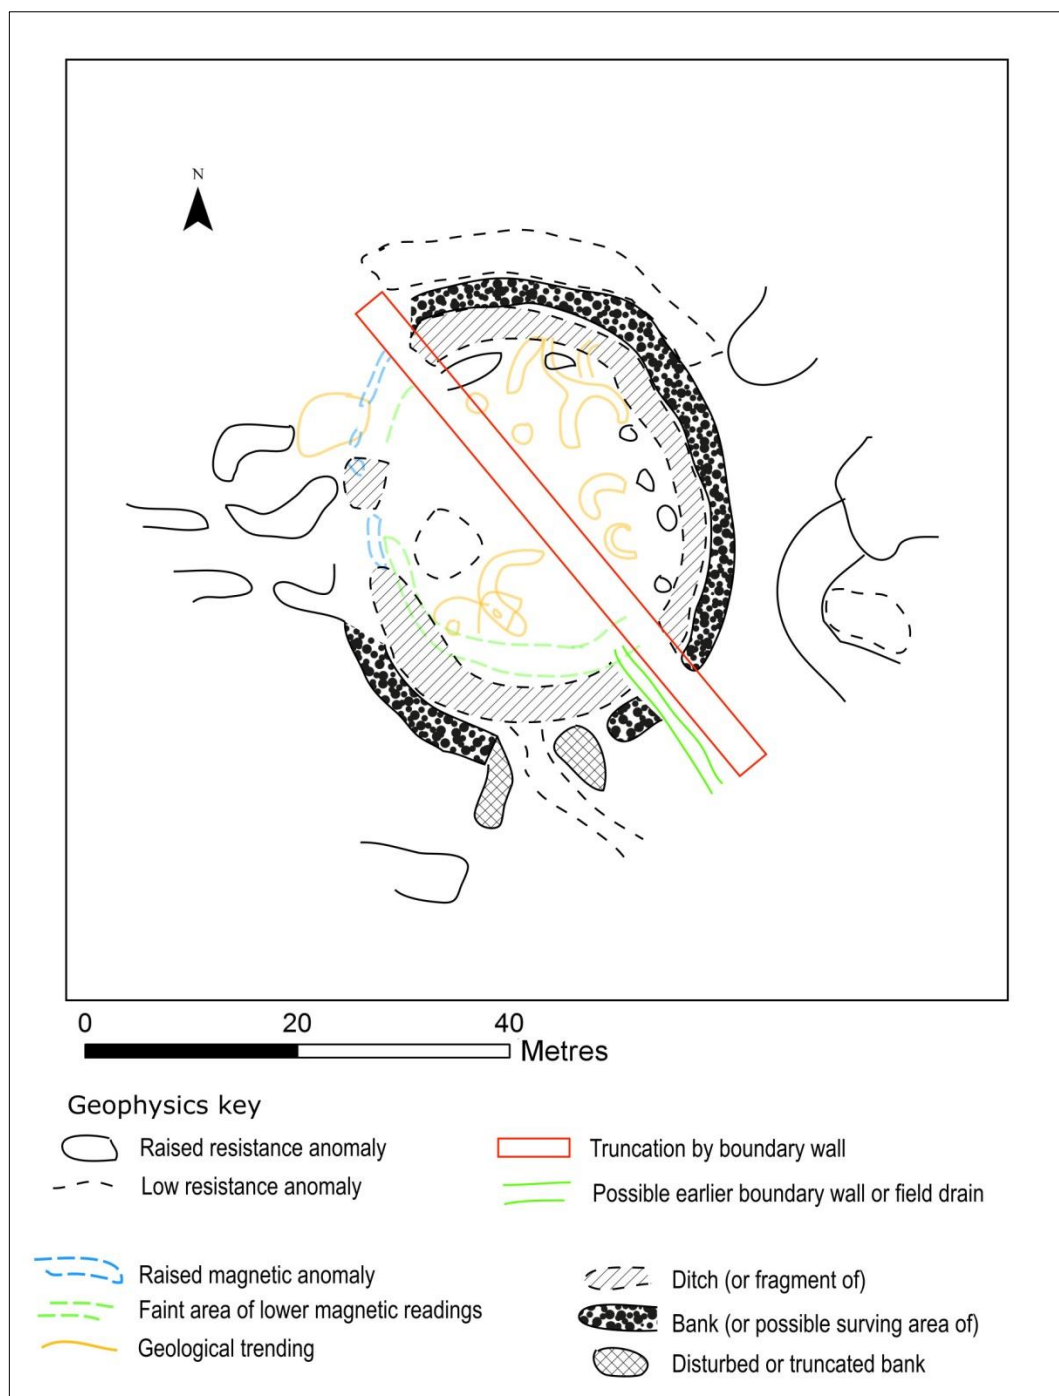 N
0 20 40 Metres
Geophysics key
Raised resistance anomaly
Low resistance anomaly
Truncation by boundary wall
Possible earlier boundary wall or field drain
Raised magnetic anomaly
Faint area of lower magnetic readings
Geological trending
Ditch (or fragment of)
Bank (or possible surving area of)
Disturbed or truncated bank